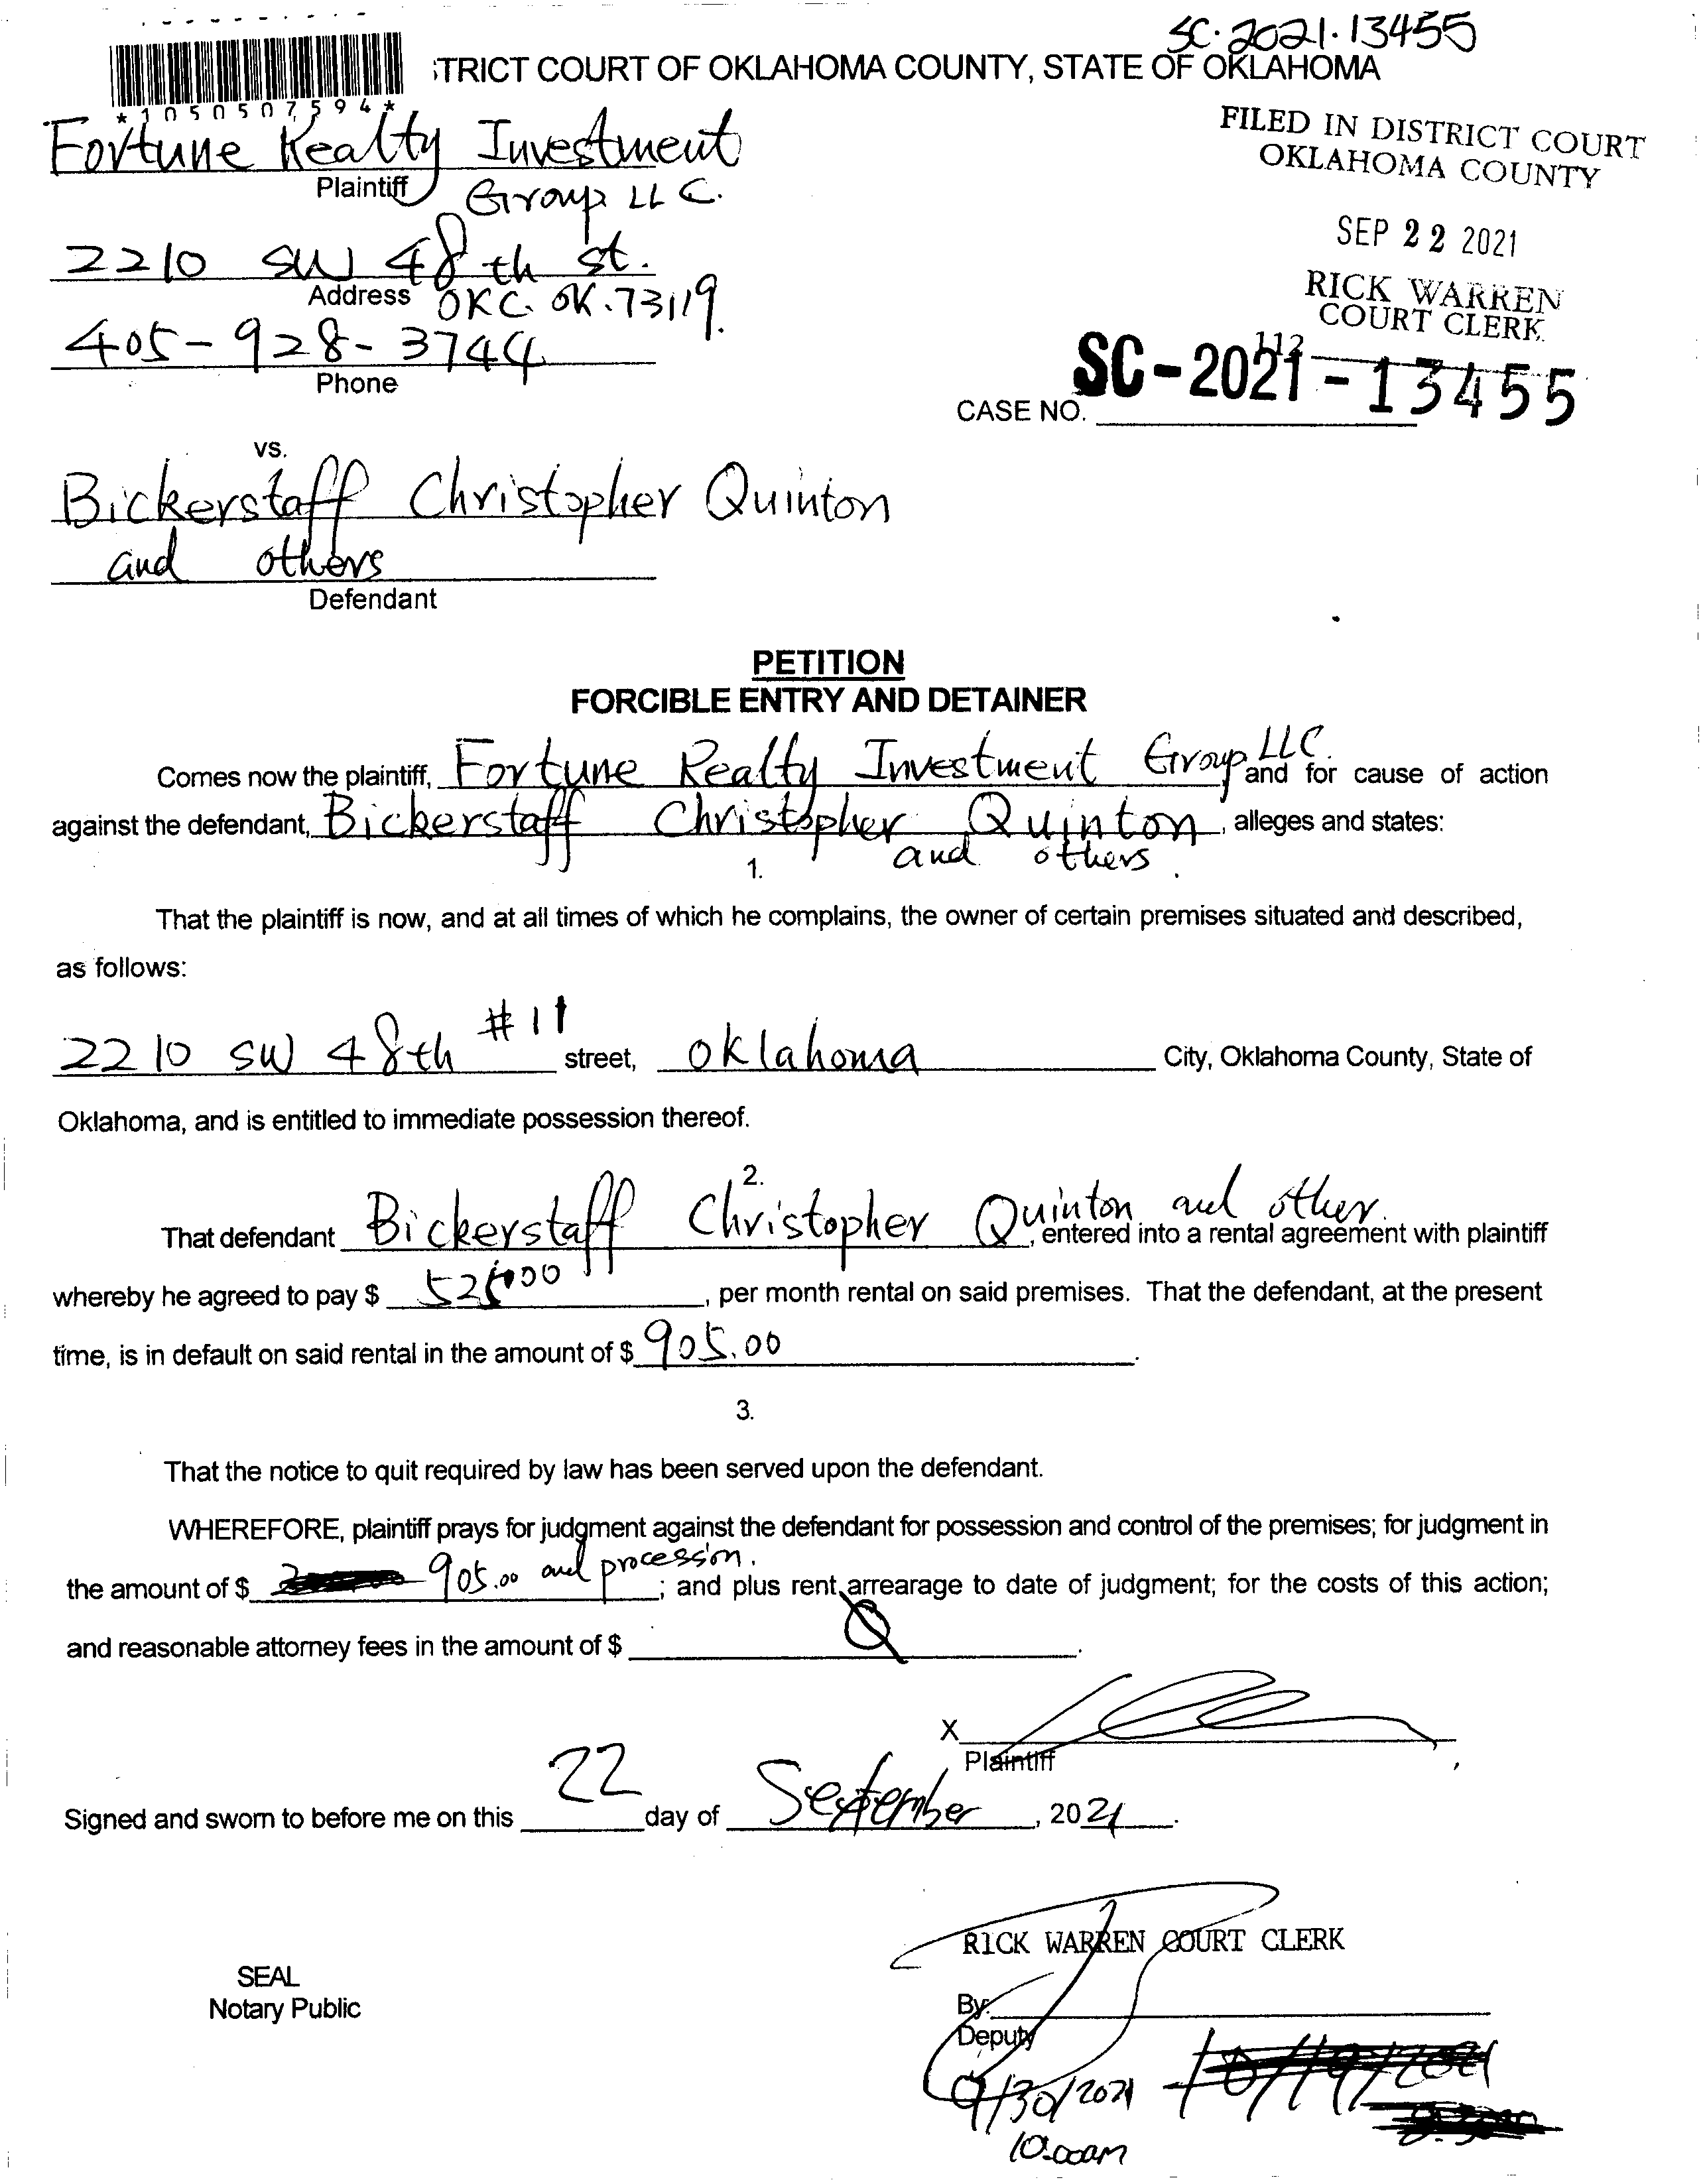 SC-2021-13455
TRICT COURT OF OKLAHOMA COUNTY, STATE OF OKLAHOMA
*1050507594*
FILED IN DISTRICT COURT
OKLAHOMA COUNTY
SEP 22 2021
RICK WARREN
COURT CLERK
112
Fortune Realty Investment
Plaintiff Group LLC.
2210 SW 48th st.
Address OKC. OK. 73119.
405-928-3744
Phone
CASE NO. SC-2021-13455
vs.
Bickerstaff Christopher Quinton
and others
Defendant
PETITION
FORCIBLE ENTRY AND DETAINER
Comes now the plaintiff, Fortune Realty Investment Group LLC. and for cause of action
against the defendant, Bickerstaff Christopher Quinton, alleges and states:
and others.
1.
That the plaintiff is now, and at all times of which he complains, the owner of certain premises situated and described,
as follows:
2210 SW 48th #11 street, Oklahoma City, Oklahoma County, State of
Oklahoma, and is entitled to immediate possession thereof.
2.
That defendant Bickerstaff Christopher Quinton and other., entered into a rental agreement with plaintiff
whereby he agreed to pay $ 525.00, per month rental on said premises. That the defendant, at the present
time, is in default on said rental in the amount of $ 905.00.
3.
That the notice to quit required by law has been served upon the defendant.
WHEREFORE, plaintiff prays for judgment against the defendant for possession and control of the premises; for judgment in
the amount of $ 905.00 and procession.; and plus rent arrearage to date of judgment; for the costs of this action;
and reasonable attorney fees in the amount of $
X
Plaintiff
Signed and sworn to before me on this 22 day of September, 2021.
RICK WARREN COURT CLERK
SEAL
Notary Public
By:
Deputy
9/30/2021 10/19/2021
10:00am